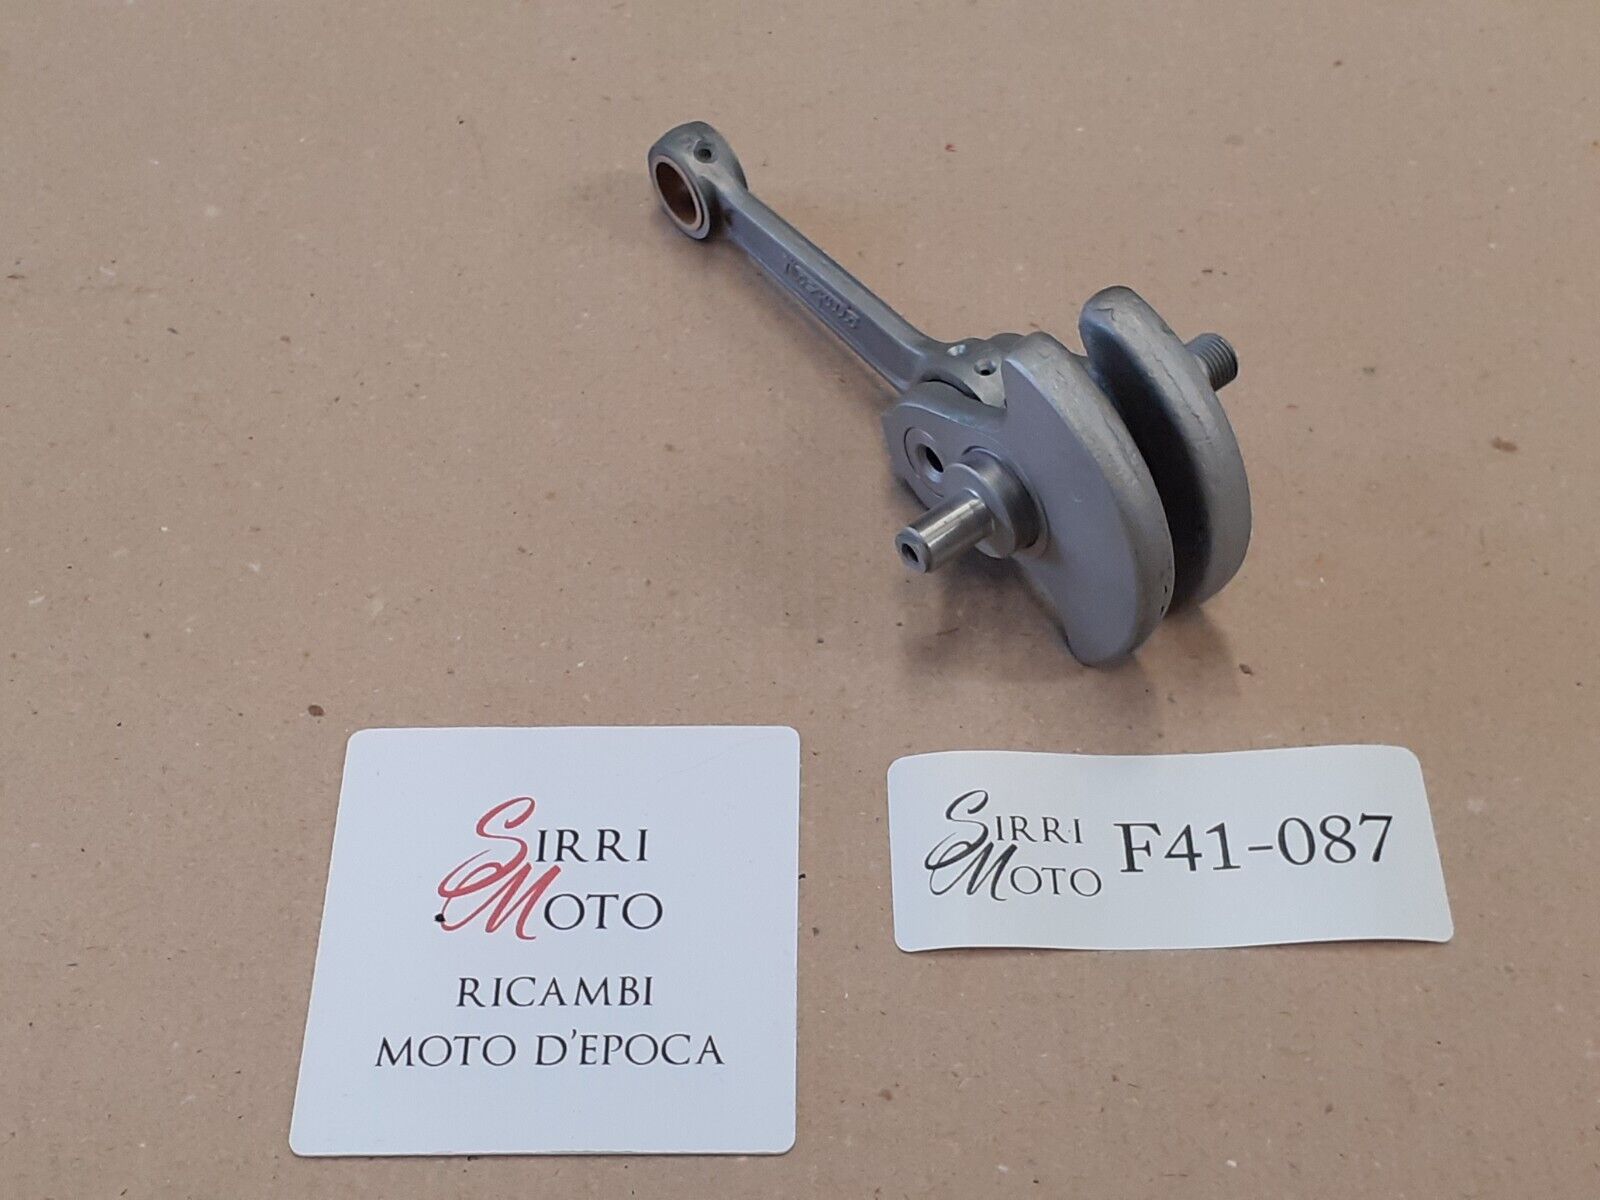 SIRRI
MOTO
RICAMBI
MOTO D'EPOCA
SIRRI
MOTO
F41-087